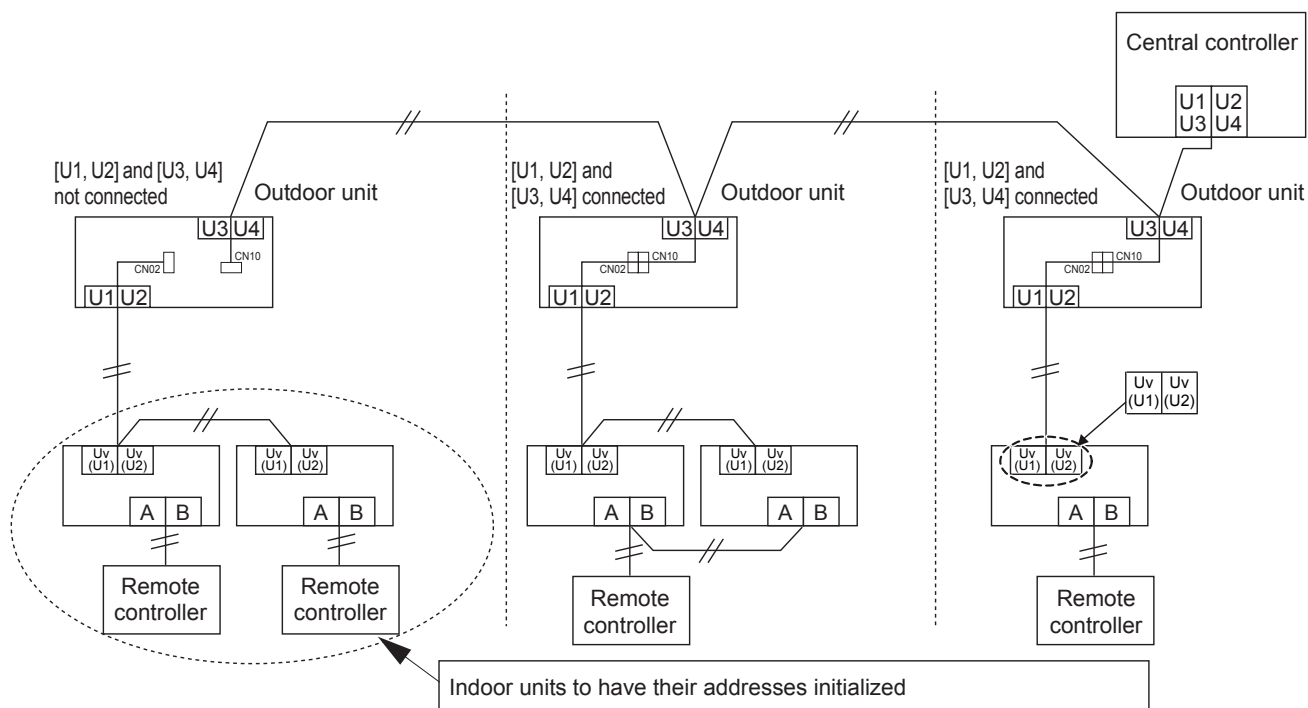 Central controller
U1 U2
U3 U4
[U1, U2] and [U3, U4]
not connected
Outdoor unit
U3 U4
CN02
CN10
U1 U2
[U1, U2] and
[U3, U4] connected
Outdoor unit
U3 U4
CN02
CN10
U1 U2
[U1, U2] and
[U3, U4] connected
Outdoor unit
U3 U4
CN02
CN10
U1 U2
Uv Uv
(U1) (U2)
Uv Uv
(U1) (U2)
A B
Remote
controller
Uv Uv
(U1) (U2)
A B
Remote
controller
Uv Uv
(U1) (U2)
A B
Remote
controller
Uv Uv
(U1) (U2)
A B
Uv Uv
(U1) (U2)
A B
Remote
controller
Indoor units to have their addresses initialized